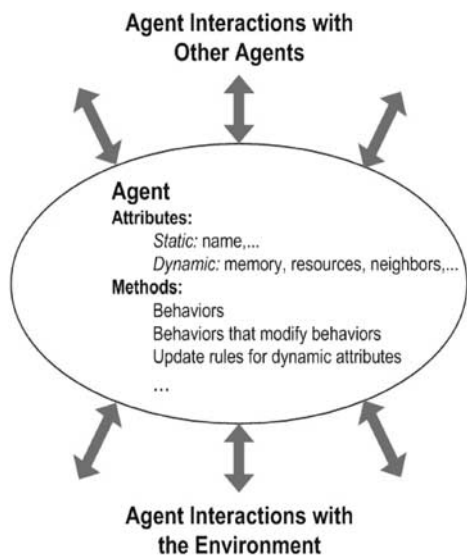 Agent Interactions with
Other Agents
Agent
Attributes:
Static: name,...
Dynamic: memory, resources, neighbors,...
Methods:
Behaviors
Behaviors that modify behaviors
Update rules for dynamic attributes
...
Agent Interactions with
the Environment